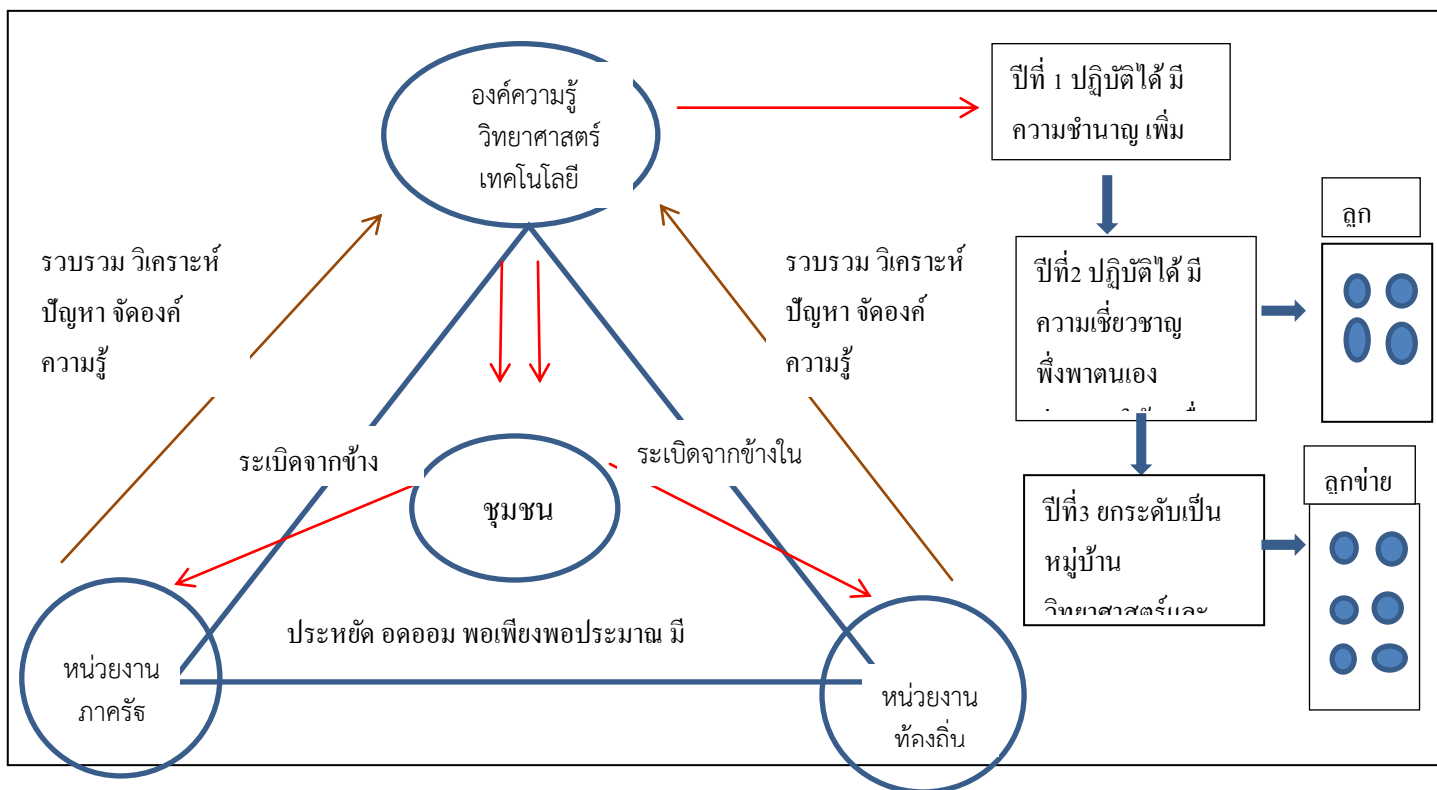 องค์ความรู้
วิทยาศาสตร์
เทคโนโลยี
รวบรวม วิเคราะห์
ปัญหา จัดองค์
ความรู้
รวบรวม วิเคราะห์
ปัญหา จัดองค์
ความรู้
ระเบิดจากข้าง
ระเบิดจากข้างใน
ชุมชน
ประหยัด อดออม พอเพียงพอประมาณ มี
หน่วยงาน
ภาครัฐ
หน่วยงาน
ท้องถิ่น
ปีที่ 1 ปฏิบัติได้ มี
ความชำนาญ เพิ่ม
ปีที่2 ปฏิบัติได้ มี
ความเชี่ยวชาญ
พึ่งพาตนเอง
ลูก
ปีที่3 ยกระดับเป็น
หมู่บ้าน
วิทยาศาสตร์และ
ลูกข่าย